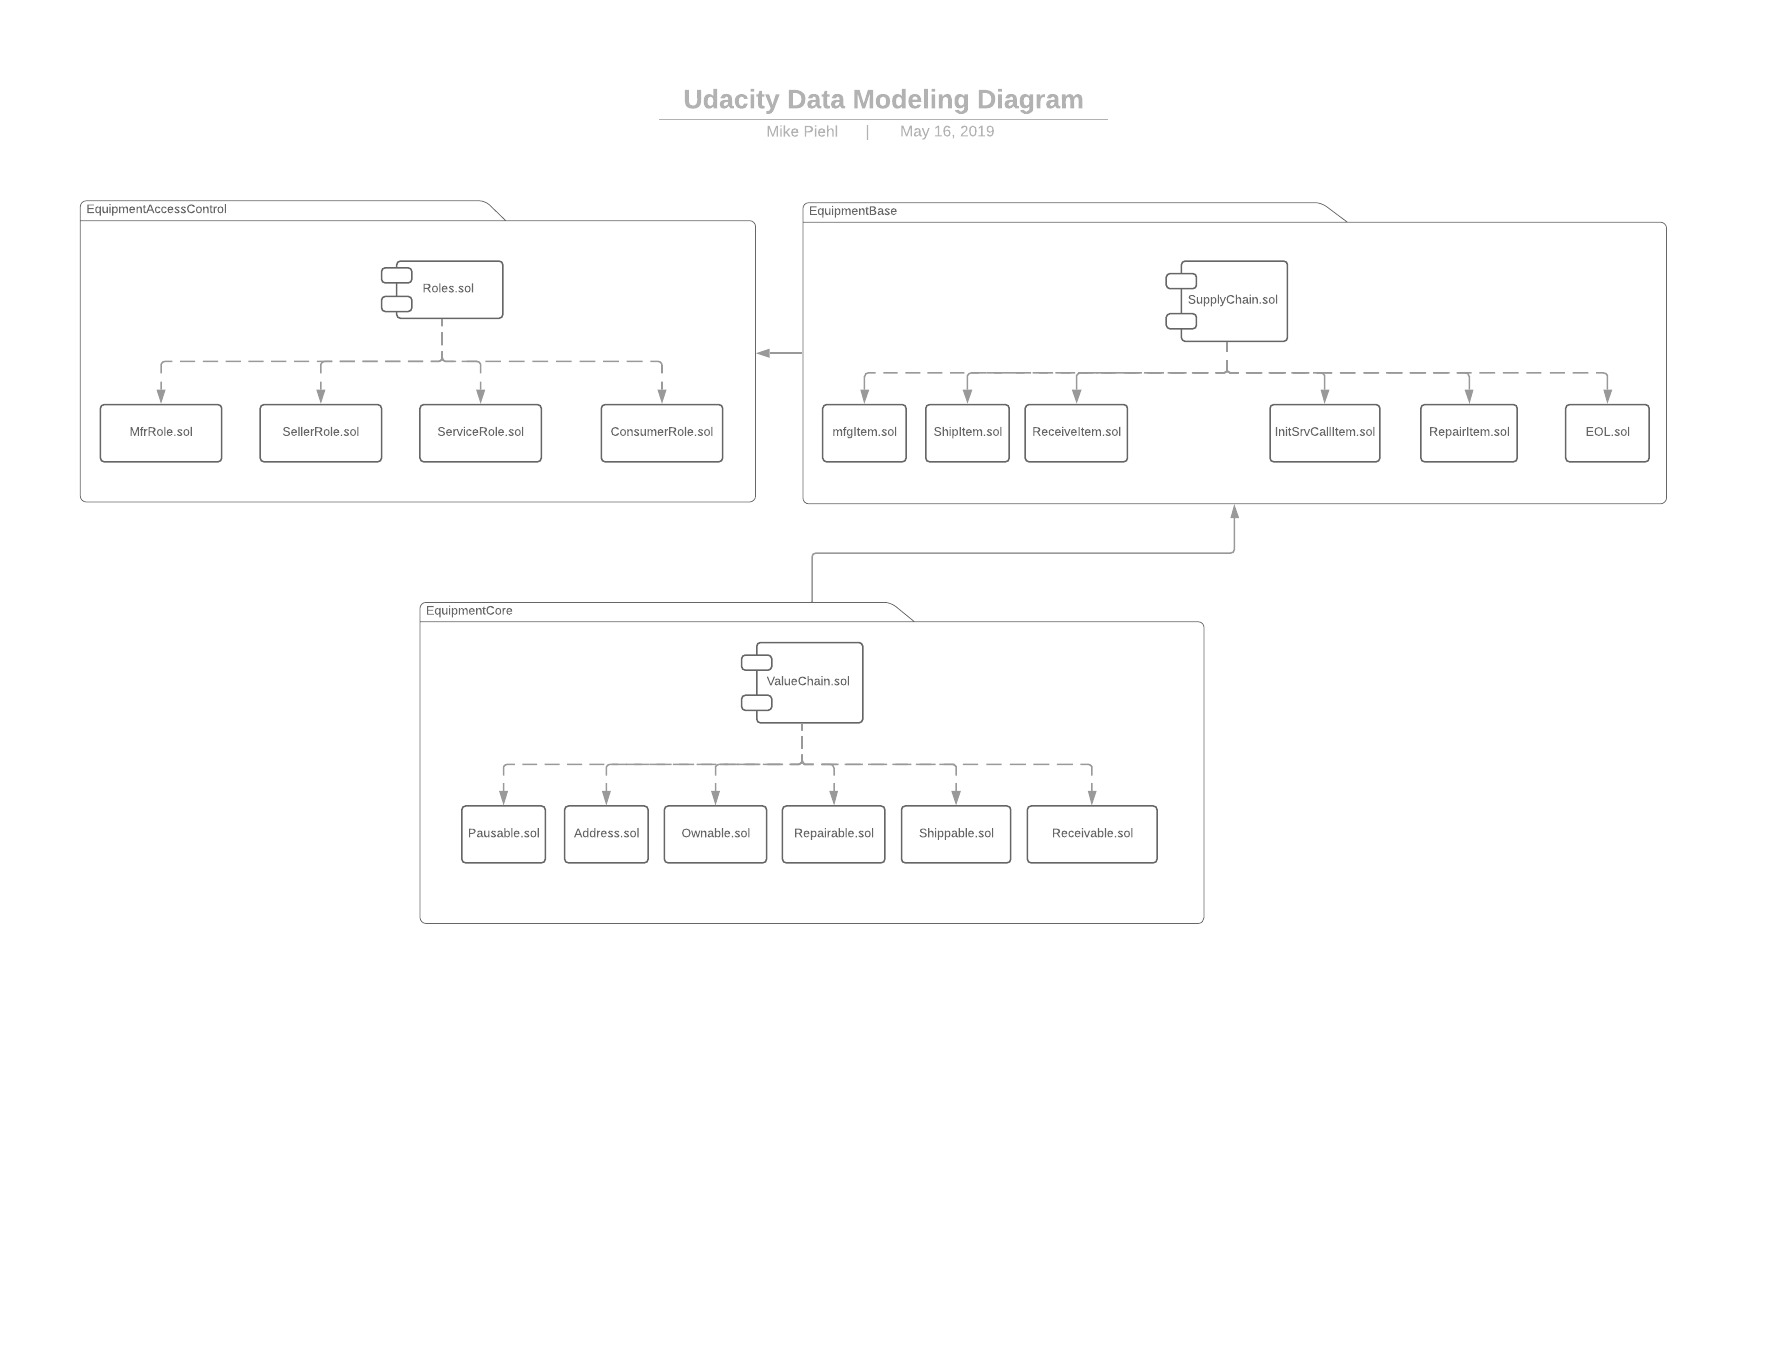 Udacity Data Modeling Diagram
Mike Piehl | May 16, 2019
EquipmentAccessControl
Roles.sol
MfrRole.sol
SellerRole.sol
ServiceRole.sol
ConsumerRole.sol
EquipmentBase
SupplyChain.sol
mfgItem.sol
ShipItem.sol
ReceiveItem.sol
InitSrvCallItem.sol
RepairItem.sol
EOL.sol
EquipmentCore
ValueChain.sol
Pausable.sol
Address.sol
Ownable.sol
Repairable.sol
Shippable.sol
Receivable.sol